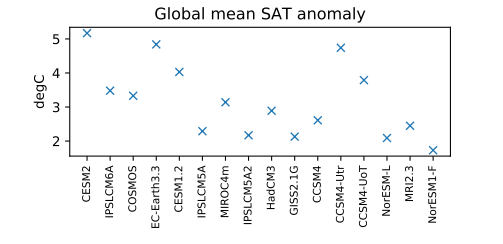 Global mean SAT anomaly
degC
5
4
3
2
CESM2
IPSLCM6A
COSMOS
EC-Earth3.3
CESM1.2
IPSLCM5A
MIROC4m
IPSLCM5A2
HadCM3
GISS2.1G
CCSM4
CCSM4-Utr
CCSM4-UoT
NorESM-L
MRI2.3
NorESM1-F